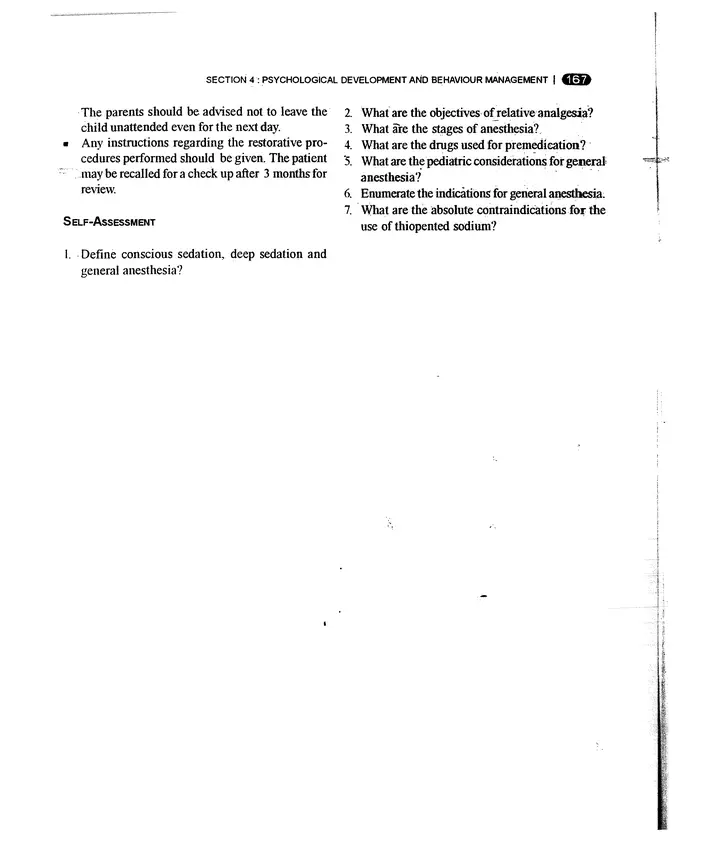 SECTION 4 : PSYCHOLOGICAL DEVELOPMENT AND BEHAVIOUR MANAGEMENT | 167
The parents should be advised not to leave the
child unattended even for the next day.
▪ Any instructions regarding the restorative pro-
cedures performed should be given. The patient
may be recalled for a check up after 3 months for
review.
SELF-ASSESSMENT
1. Define conscious sedation, deep sedation and
general anesthesia?
2. What are the objectives of relative analgesia?
3. What are the stages of anesthesia?
4. What are the drugs used for premedication?
5. What are the pediatric considerations for general
anesthesia?
6. Enumerate the indications for general anesthesia.
7. What are the absolute contraindications for the
use of thiopented sodium?